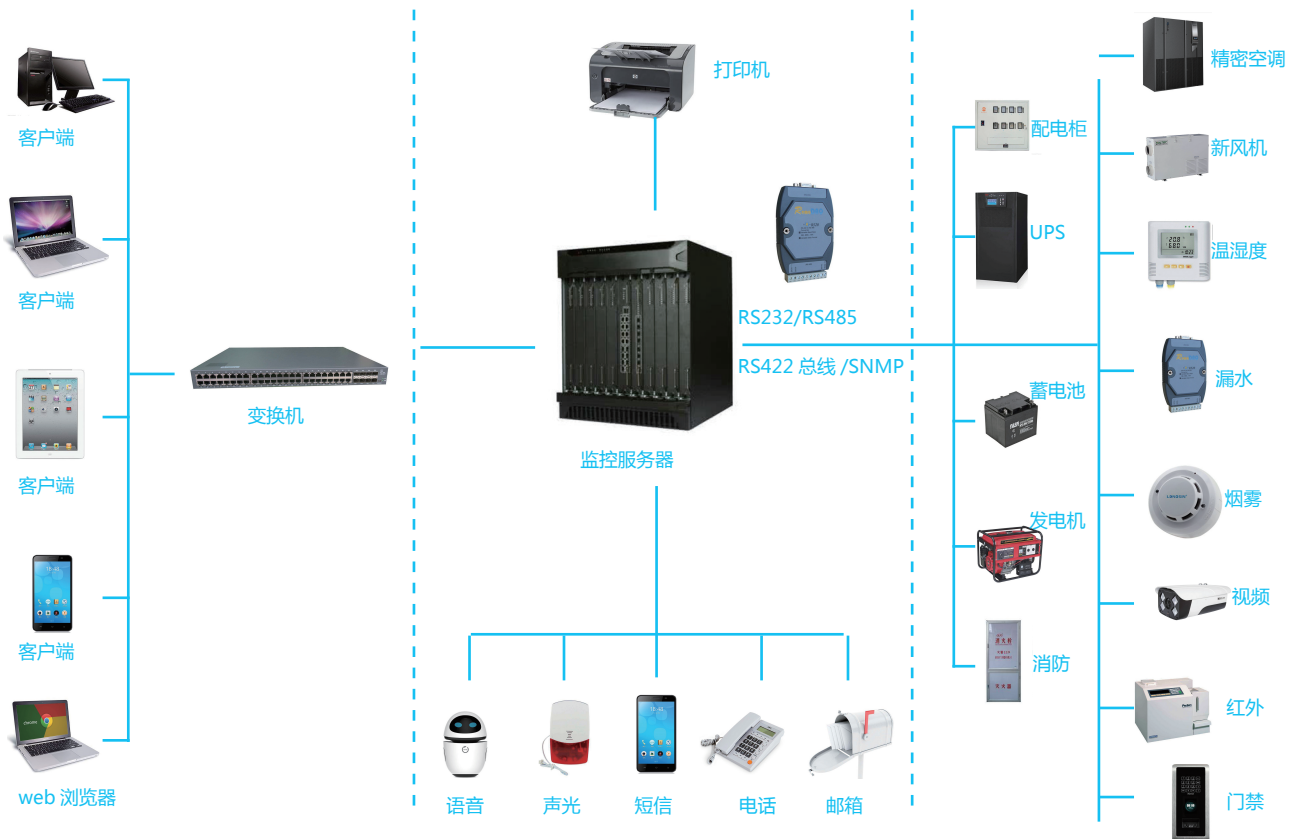 客户端
客户端
客户端
客户端
web 浏览器
变换机
打印机
监控服务器
RS232/RS485
RS422 总线 /SNMP
语音
声光
短信
电话
邮箱
配电柜
UPS
蓄电池
发电机
消防
精密空调
新风机
温湿度
漏水
烟雾
视频
红外
门禁